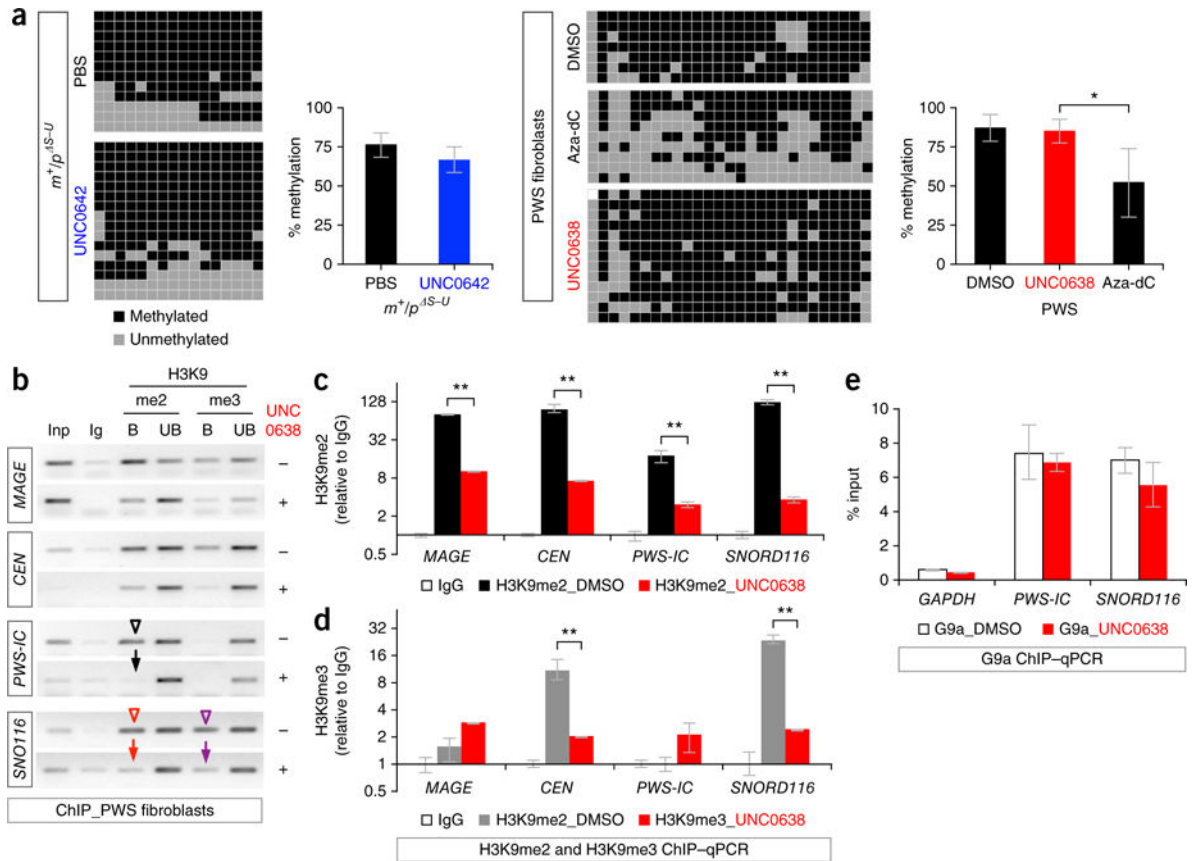 a
m+/pΔS–U
PBS
UNC0642
Methylated
Unmethylated
% methylation
100
75
50
25
0
PBS UNC0642
m+/pΔS–U
PWS fibroblasts
DMSO
Aza-dC
UNC0638
% methylation
100
75
50
25
0
*
DMSO UNC0638 Aza-dC
PWS
b
H3K9
me2 me3 UNC
Inp Ig B UB B UB 0638
MAGE
–
+
CEN
–
+
PWS-IC
–
+
SNO116
–
+
ChIP_PWS fibroblasts
c
H3K9me2
(relative to IgG)
128
32
8
2
0.5
** ** ** **
MAGE CEN PWS-IC SNORD116
IgG H3K9me2_DMSO H3K9me2_UNC0638
d
H3K9me3
(relative to IgG)
32
16
8
4
2
1
0.5
** **
MAGE CEN PWS-IC SNORD116
IgG H3K9me2_DMSO H3K9me3_UNC0638
H3K9me2 and H3K9me3 ChIP–qPCR
e
% input
10
8
6
4
2
0
GAPDH PWS-IC SNORD116
G9a_DMSO G9a_UNC0638
G9a ChIP–qPCR